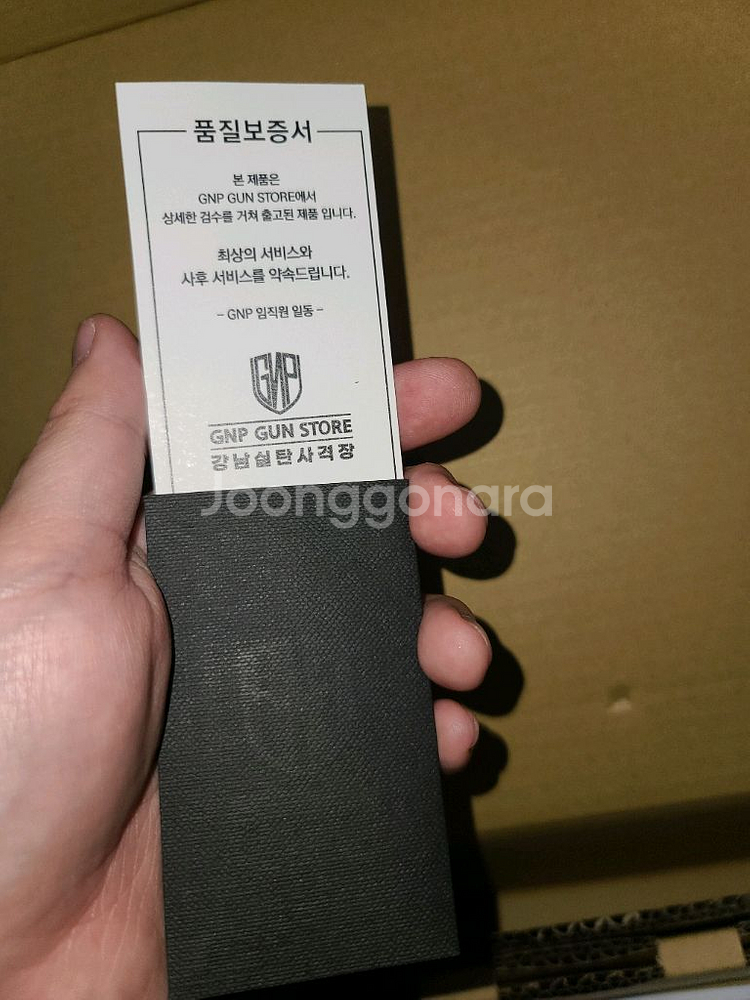 품질보증서
본 제품은
GNP GUN STORE에서
상세한 검수를 거쳐 출고된 제품 입니다.
최상의 서비스와
사후 서비스를 약속드립니다.
– GNP 임직원 일동 –
GNP
GNP GUN STORE
강남실탄사격장
Joonggonara